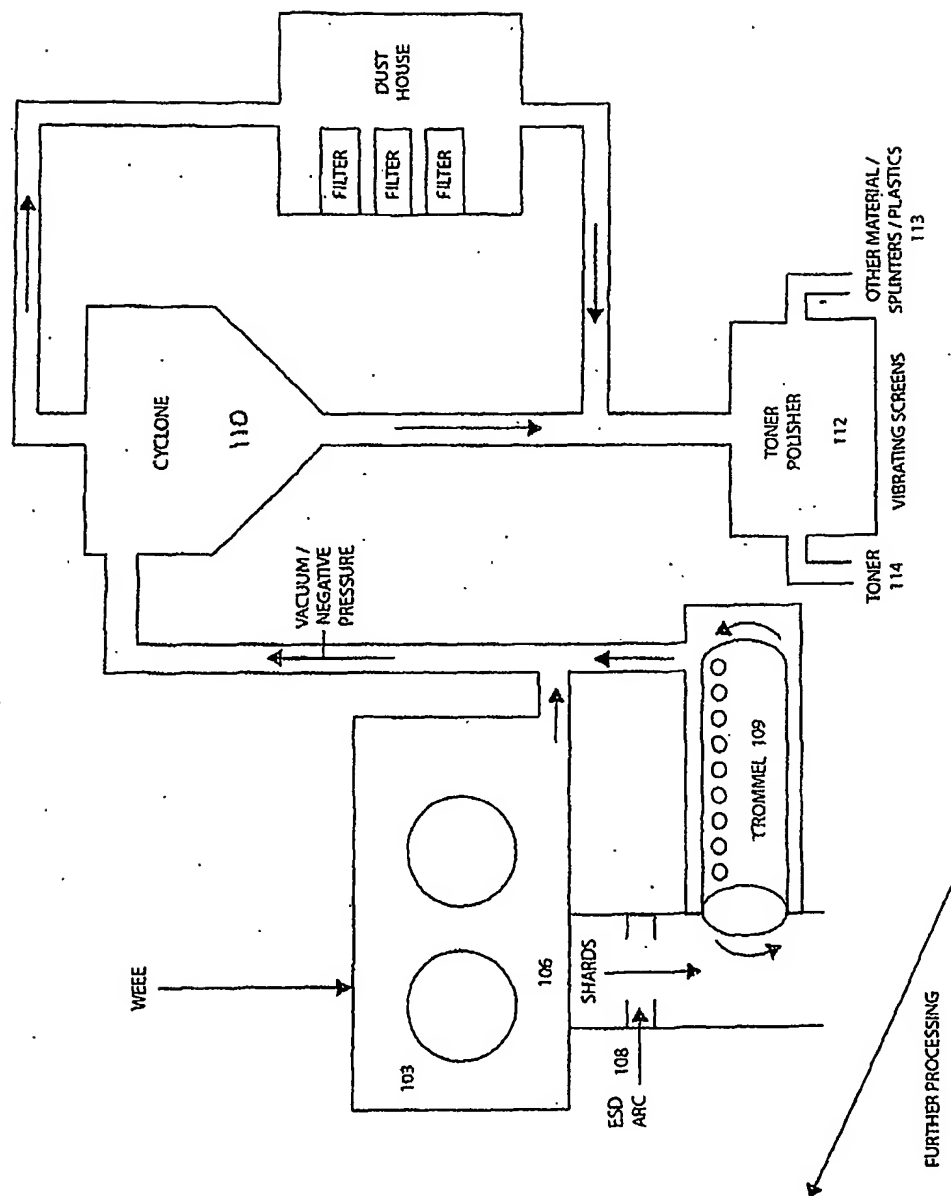 WEEE
103
106
ESD
108
ARC
SHARDS
TROMMEL 109
FURTHER PROCESSING
VACUUM /
NEGATIVE
PRESSURE
CYCLONE
110
DUST
HOUSE
FILTER
FILTER
FILTER
TONER
POLISHER
112
TONER
114
VIBRATING SCREENS
OTHER MATERIAL /
SPLINTERS / PLASTICS
113